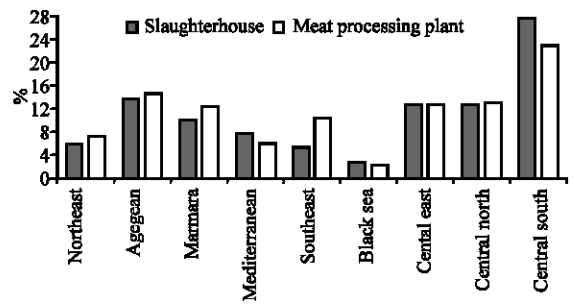 28
24
20
16
12
8
4
0
%
Slaughterhouse
Meat processing plant
Northeast
Agegean
Marmara
Mediterranean
Southeast
Black sea
Cental east
Central north
Central south